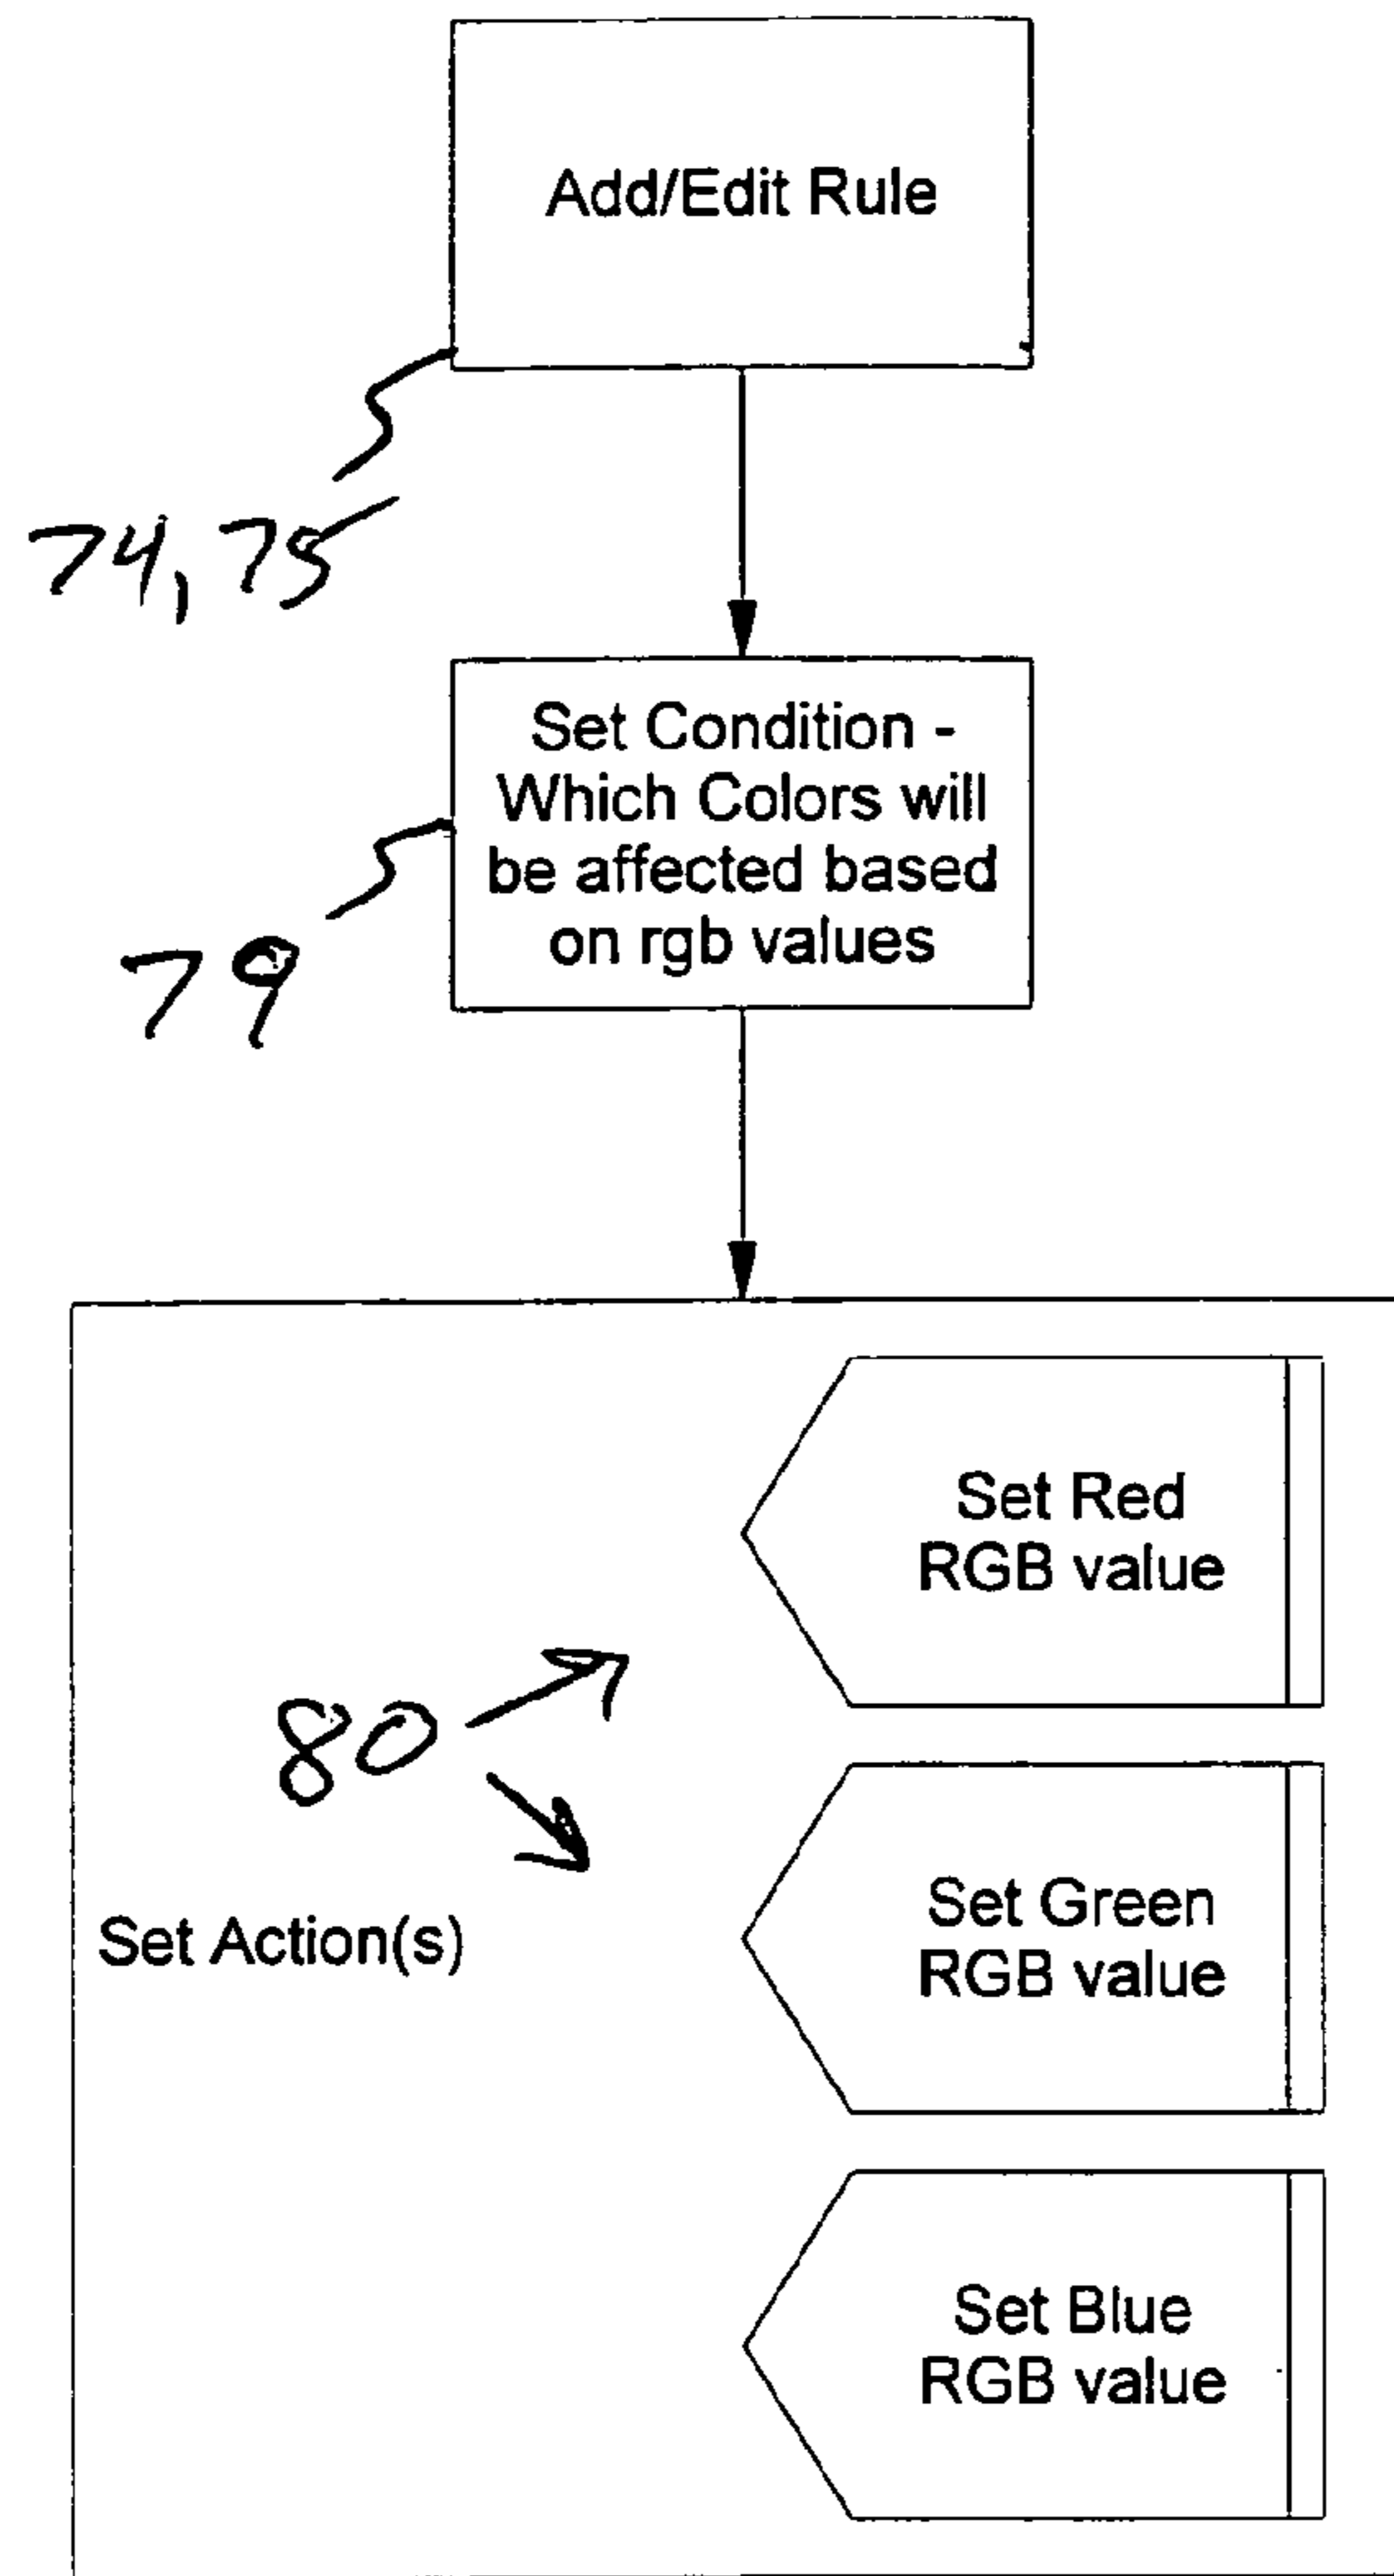 Add/Edit Rule
74, 75
Set Condition -
Which Colors will
be affected based
on rgb values
79
Set Red
RGB value
80
Set Action(s)
Set Green
RGB value
Set Blue
RGB value